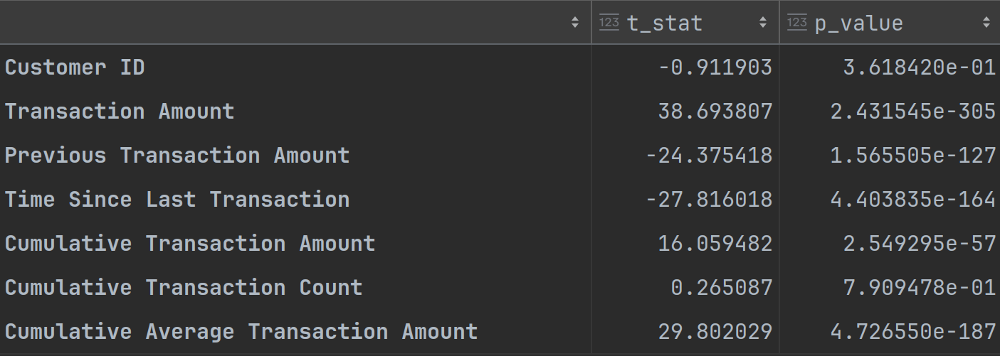 123 t_stat 123 p_value
Customer ID -0.911903 3.618420e-01
Transaction Amount 38.693807 2.431545e-305
Previous Transaction Amount -24.375418 1.565505e-127
Time Since Last Transaction -27.816018 4.403835e-164
Cumulative Transaction Amount 16.059482 2.549295e-57
Cumulative Transaction Count 0.265087 7.909478e-01
Cumulative Average Transaction Amount 29.802029 4.726550e-187